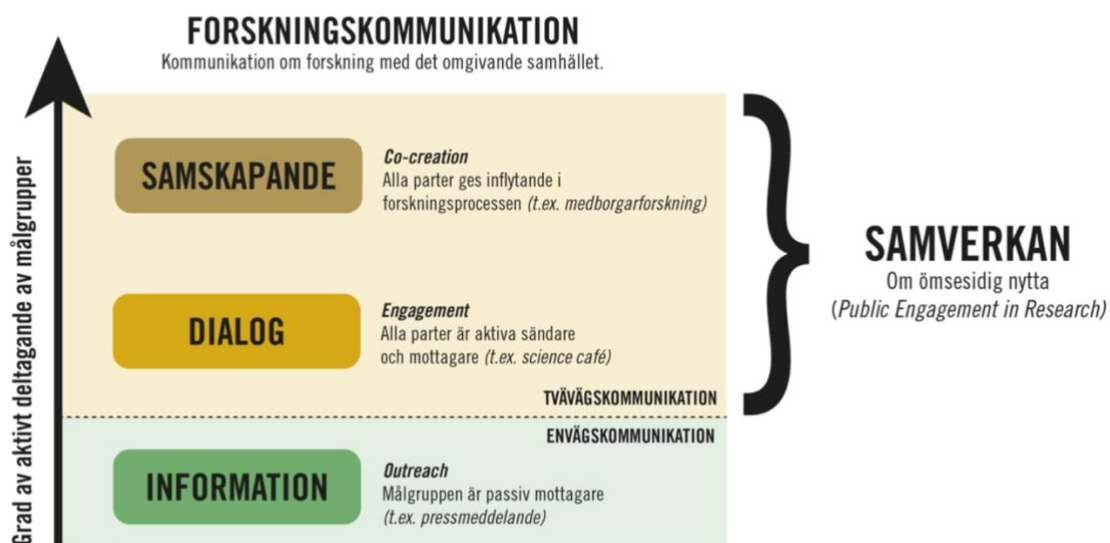 FORSKNINGSKOMMUNIKATION
Kommunikation om forskning med det omgivande samhället.
Grad av aktivt deltagande av målgrupper
SAMSKAPANDE
Co-creation
Alla parter ges inflytande i
forskningsprocessen (t.ex. medborgarforskning)
DIALOG
Engagement
Alla parter är aktiva sändare
och mottagare (t.ex. science café)
TVÄVÄGSKOMMUNIKATION
ENVÄGSKOMMUNIKATION
INFORMATION
Outreach
Målgruppen är passiv mottagare
(t.ex. pressmeddelande)
SAMVERKAN
Om ömsesidig nytta
(Public Engagement in Research)